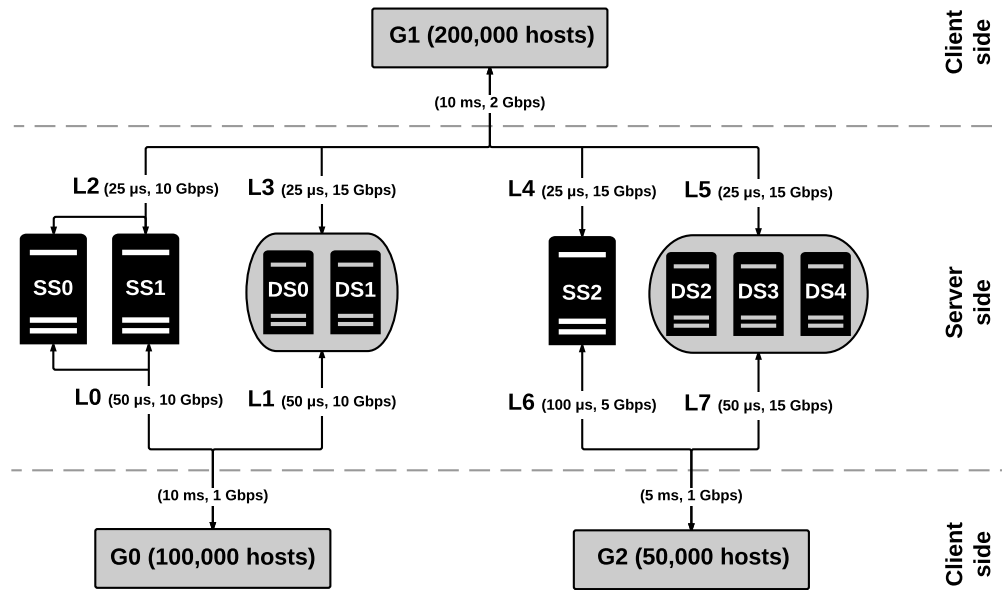 G1 (200,000 hosts)
Client
side
(10 ms, 2 Gbps)
L2 (25 μs, 10 Gbps)
L3 (25 μs, 15 Gbps)
L4 (25 μs, 15 Gbps)
L5 (25 μs, 15 Gbps)
SS0
SS1
DS0
DS1
SS2
DS2
DS3
DS4
Server
side
L0 (50 μs, 10 Gbps)
L1 (50 μs, 10 Gbps)
L6 (100 μs, 5 Gbps)
L7 (50 μs, 15 Gbps)
(10 ms, 1 Gbps)
(5 ms, 1 Gbps)
G0 (100,000 hosts)
G2 (50,000 hosts)
Client
side